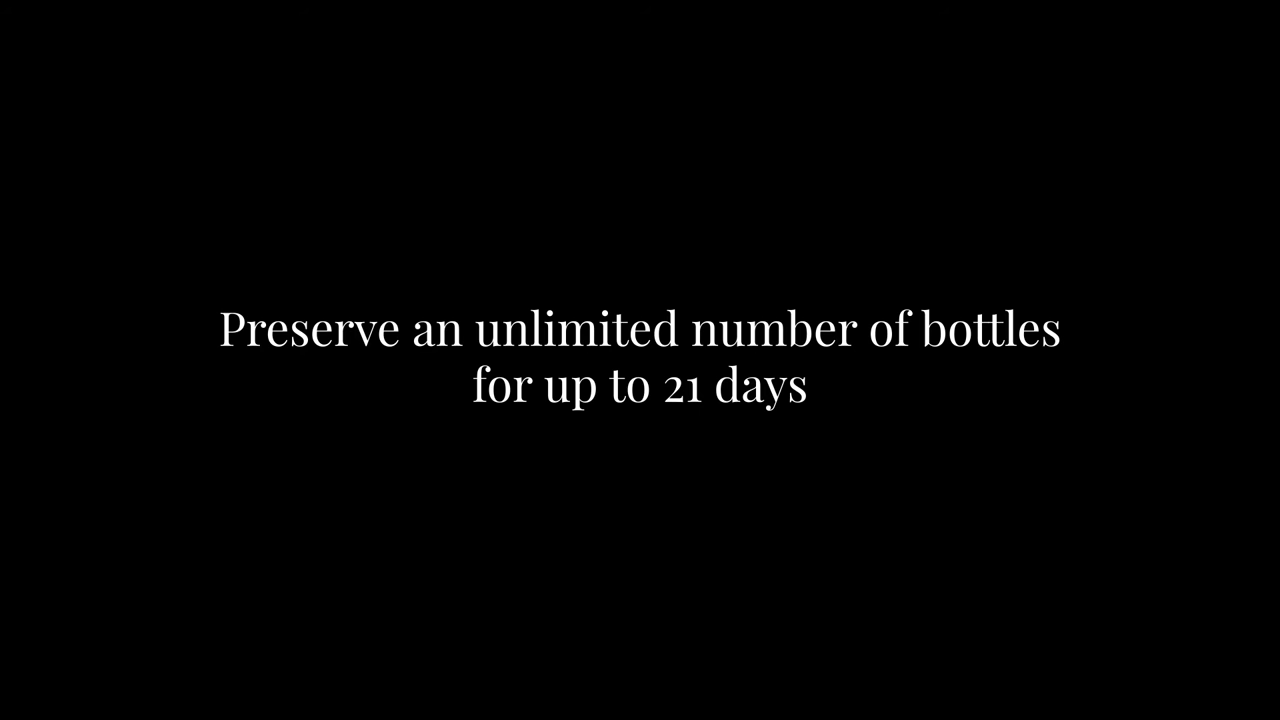 Preserve an unlimited number of bottles
for up to 21 days